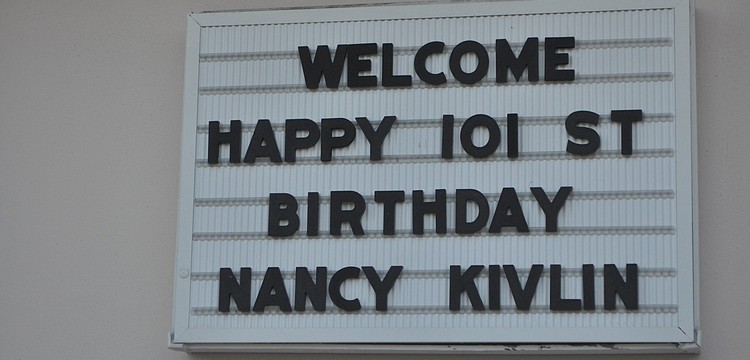 WELCOME
HAPPY 101 ST
BIRTHDAY
NANCY KIVLIN